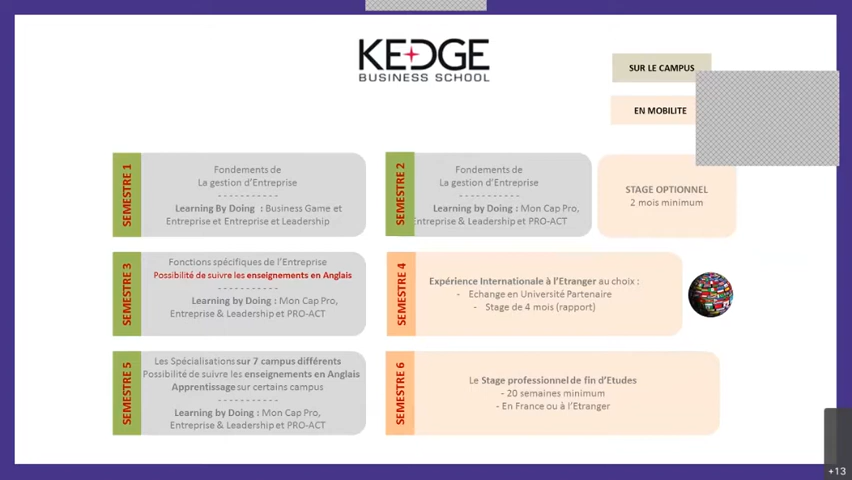 KEDGE
BUSINESS SCHOOL
SUR LE CAMPUS
EN MOBILITE
SEMESTRE 1
Fondements de
La gestion d'Entreprise
- - - - - - - - - - -
Learning By Doing : Business Game et
Entreprise et Entreprise et Leadership
SEMESTRE 2
Fondements de
La gestion d'Entreprise
- - - - - - - - - - -
Learning by Doing : Mon Cap Pro,
Entreprise & Leadership et PRO-ACT
STAGE OPTIONNEL
2 mois minimum
SEMESTRE 3
Fonctions spécifiques de l'Entreprise
Possibilité de suivre les enseignements en Anglais
- - - - - - - - - - -
Learning by Doing : Mon Cap Pro,
Entreprise & Leadership et PRO-ACT
SEMESTRE 4
Expérience Internationale à l'Etranger au choix :
- Echange en Université Partenaire
- Stage de 4 mois (rapport)
SEMESTRE 5
Les Spécialisations sur 7 campus différents
Possibilité de suivre les enseignements en Anglais
Apprentissage sur certains campus
- - - - - - - - - - -
Learning by Doing : Mon Cap Pro,
Entreprise & Leadership et PRO-ACT
SEMESTRE 6
Le Stage professionnel de fin d'Etudes
- 20 semaines minimum
- En France ou à l'Etranger
+13